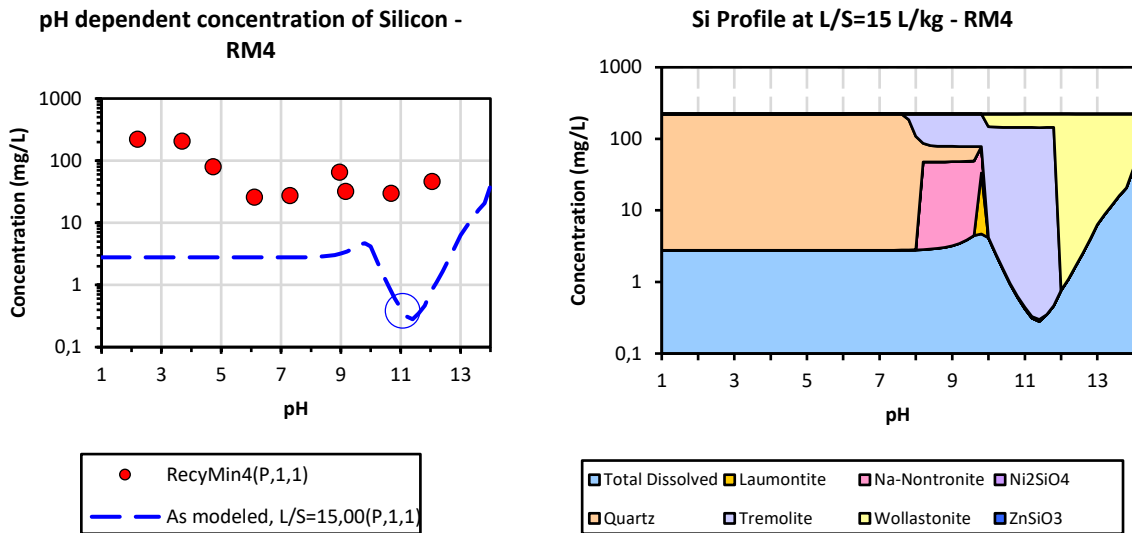 pH dependent concentration of Silicon -
RM4
Concentration (mg/L)
1000
100
10
1
0,1
1 3 5 7 9 11 13
pH
RecyMin4(P,1,1)
As modeled, L/S=15,00(P,1,1)
Si Profile at L/S=15 L/kg - RM4
Concentration (mg/L)
1000
100
10
1
0,1
1 3 5 7 9 11 13
pH
Total Dissolved Laumontite Na-Nontronite Ni2SiO4
Quartz Tremolite Wollastonite ZnSiO3